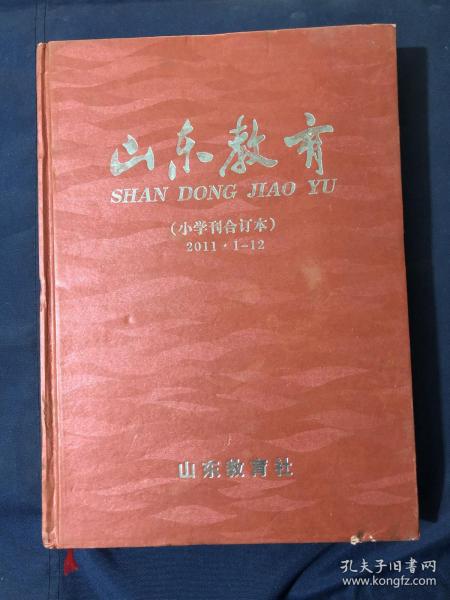 山东教育
SHAN DONG JIAO YU
(小学刊合订本)
2011·1-12
山东教育社
孔夫子旧书网
www.kongfz.com